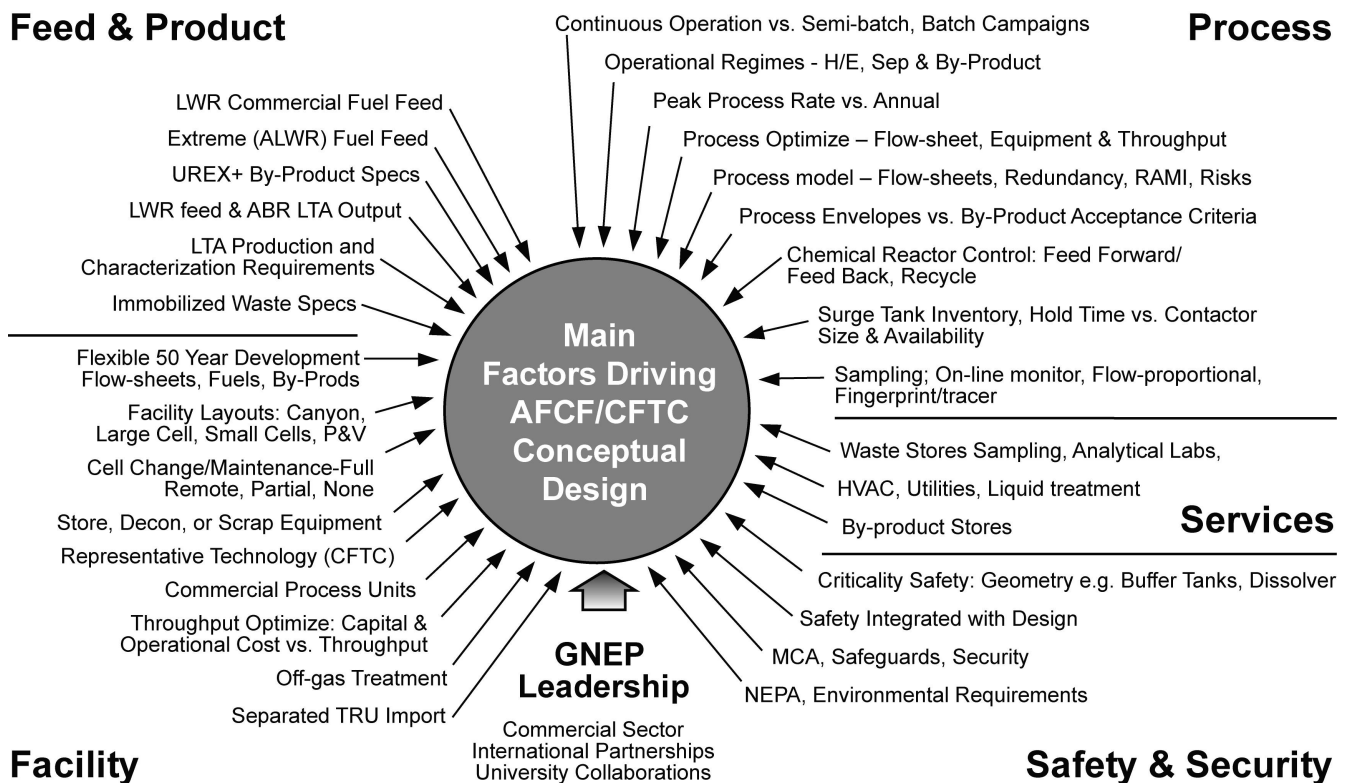 Feed & Product
LWR Commercial Fuel Feed
Extreme (ALWR) Fuel Feed
UREX+ By-Product Specs
LWR feed & ABR LTA Output
LTA Production and
Characterization Requirements
Immobilized Waste Specs
Process
Continuous Operation vs. Semi-batch, Batch Campaigns
Operational Regimes - H/E, Sep & By-Product
Peak Process Rate vs. Annual
Process Optimize – Flow-sheet, Equipment & Throughput
Process model – Flow-sheets, Redundancy, RAMI, Risks
Process Envelopes vs. By-Product Acceptance Criteria
Chemical Reactor Control: Feed Forward/
Feed Back, Recycle
Surge Tank Inventory, Hold Time vs. Contactor
Size & Availability
Sampling; On-line monitor, Flow-proportional,
Fingerprint/tracer
Main
Factors Driving
AFCF/CFTC
Conceptual
Design
Flexible 50 Year Development
Flow-sheets, Fuels, By-Prods
Facility Layouts: Canyon,
Large Cell, Small Cells, P&V
Cell Change/Maintenance-Full
Remote, Partial, None
Store, Decon, or Scrap Equipment
Representative Technology (CFTC)
Commercial Process Units
Throughput Optimize: Capital &
Operational Cost vs. Throughput
Off-gas Treatment
Separated TRU Import
Facility
GNEP
Leadership
Commercial Sector
International Partnerships
University Collaborations
Waste Stores Sampling, Analytical Labs,
HVAC, Utilities, Liquid treatment
By-product Stores
Services
Criticality Safety: Geometry e.g. Buffer Tanks, Dissolver
Safety Integrated with Design
MCA, Safeguards, Security
NEPA, Environmental Requirements
Safety & Security